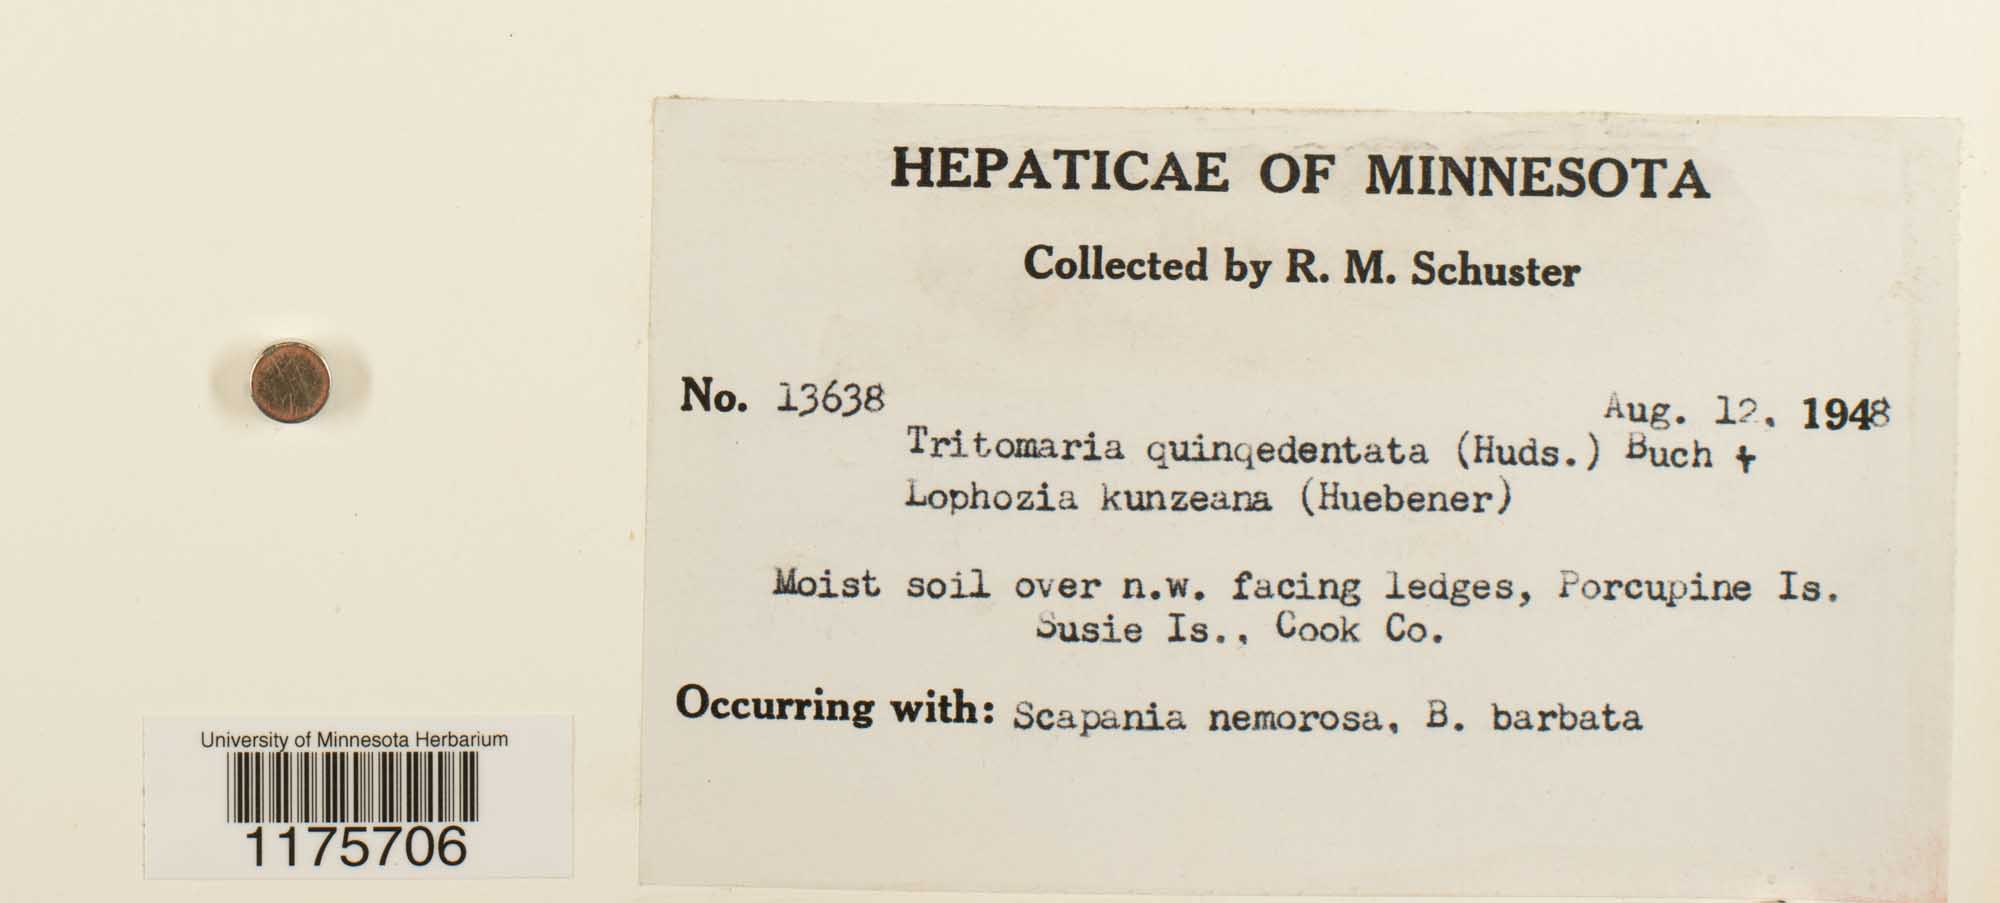 HEPATICAE OF MINNESOTA
Collected by R. M. Schuster
No. 13638 Aug. 12, 1948
Tritomaria quinqedentata (Huds.) Buch +
Lophozia kunzeana (Huebener)
Moist soil over n.w. facing ledges, Porcupine Is.
Susie Is., Cook Co.
Occurring with: Scapania nemorosa, B. barbata
University of Minnesota Herbarium
1175706